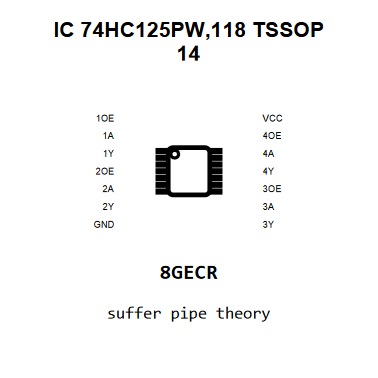 IC 74HC125PW,118 TSSOP
14
1OE VCC
1A 4OE
1Y 4A
2OE 4Y
2A 3OE
2Y 3A
GND 3Y
8GECR
suffer pipe theory